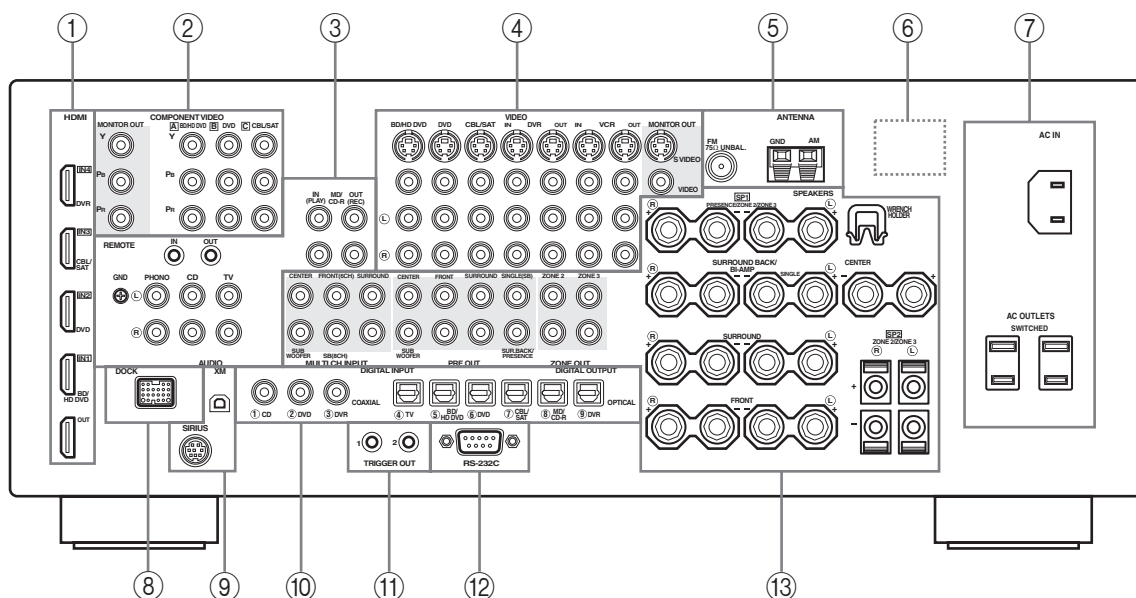 ① ② ③ ④ ⑤ ⑥ ⑦
HDMI
COMPONENT VIDEO
MONITOR OUT A BD/HD DVD B DVD C CBL/SAT
Y Y
PB PB
PR PR
IN4
DVR
IN3
CBL/
SAT
IN2
DVD
IN1
BD/
HD DVD
OUT
REMOTE IN OUT
GND PHONO CD TV
L
R
AUDIO
IN
(PLAY)
MD/
CD-R
OUT
(REC)
VIDEO
BD/HD DVD DVD CBL/SAT IN DVR OUT IN VCR OUT MONITOR OUT
S VIDEO
VIDEO
L
R
CENTER FRONT(6CH) SURROUND
SUB
WOOFER
SB(8CH)
MULTI CH INPUT
CENTER FRONT SURROUND SINGLE(SB)
SUB
WOOFER
SUR.BACK/
PRESENCE
PRE OUT
ZONE 2 ZONE 3
ZONE OUT
ANTENNA
FM
75Ω UNBAL.
GND AM
SPEAKERS
SP1
R PRESENCE/ZONE 2/ZONE 3 L
+ +
WRENCH
HOLDER
SURROUND BACK/
BI-AMP
R SINGLE L
+ +
CENTER
− +
R SURROUND L
+ +
R FRONT L
+ +
SP2
ZONE 2/ZONE 3
R L
+
−
AC IN
AC OUTLETS
SWITCHED
DOCK
XM
SIRIUS
DIGITAL INPUT
① CD ② DVD ③ DVR COAXIAL
④ TV ⑤ BD/
HD DVD ⑥ DVD ⑦ CBL/
SAT ⑧ MD/
CD-R ⑨ DVR OPTICAL
DIGITAL OUTPUT
1 2
TRIGGER OUT
RS-232C
⑧ ⑨ ⑩ ⑪ ⑫ ⑬